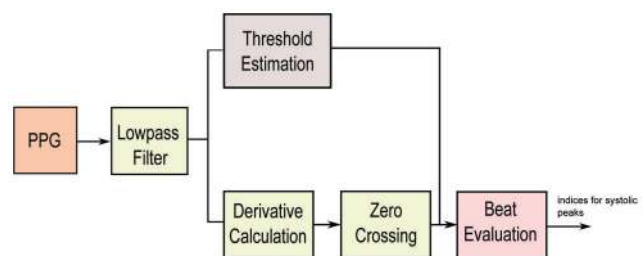 Threshold
Estimation
PPG
Lowpass
Filter
Derivative
Calculation
Zero
Crossing
Beat
Evaluation
indices for systolic
peaks